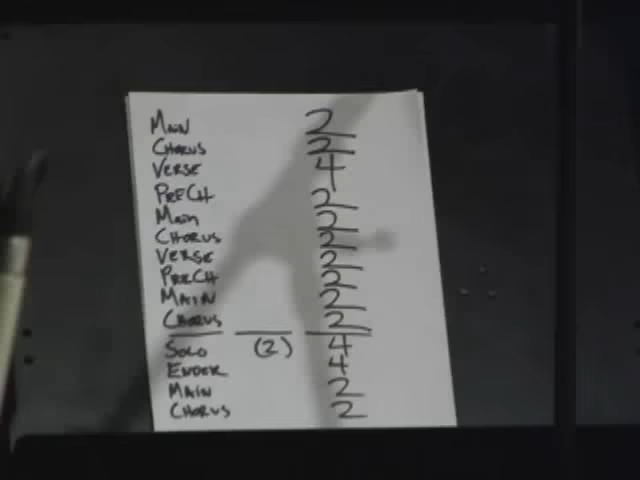 MAIN 2
CHORUS 2
VERSE 4
PRECH 2
MAIN 2
CHORUS 2
VERSE 2
PRECH 2
MAIN 2
CHORUS 2
SOLO (2) 4
ENDER 4
MAIN 2
CHORUS 2